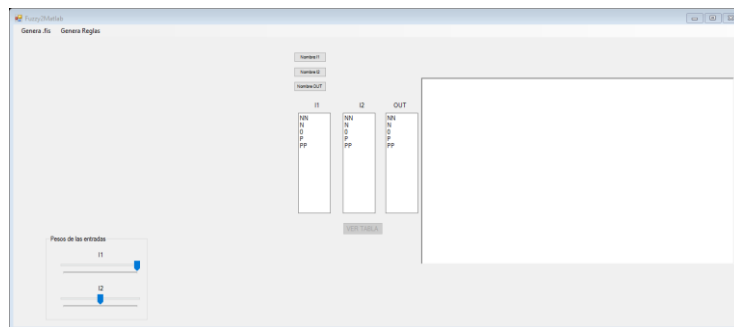 Fuzzy2Matlab
Genera .fis Genera Reglas
Nombre I1
Nombre I2
Nombre OUT
I1 I2 OUT
NN NN NN
N N N
0 0 0
P P P
PP PP PP
VER TABLA
Pesos de las entradas
I1
I2